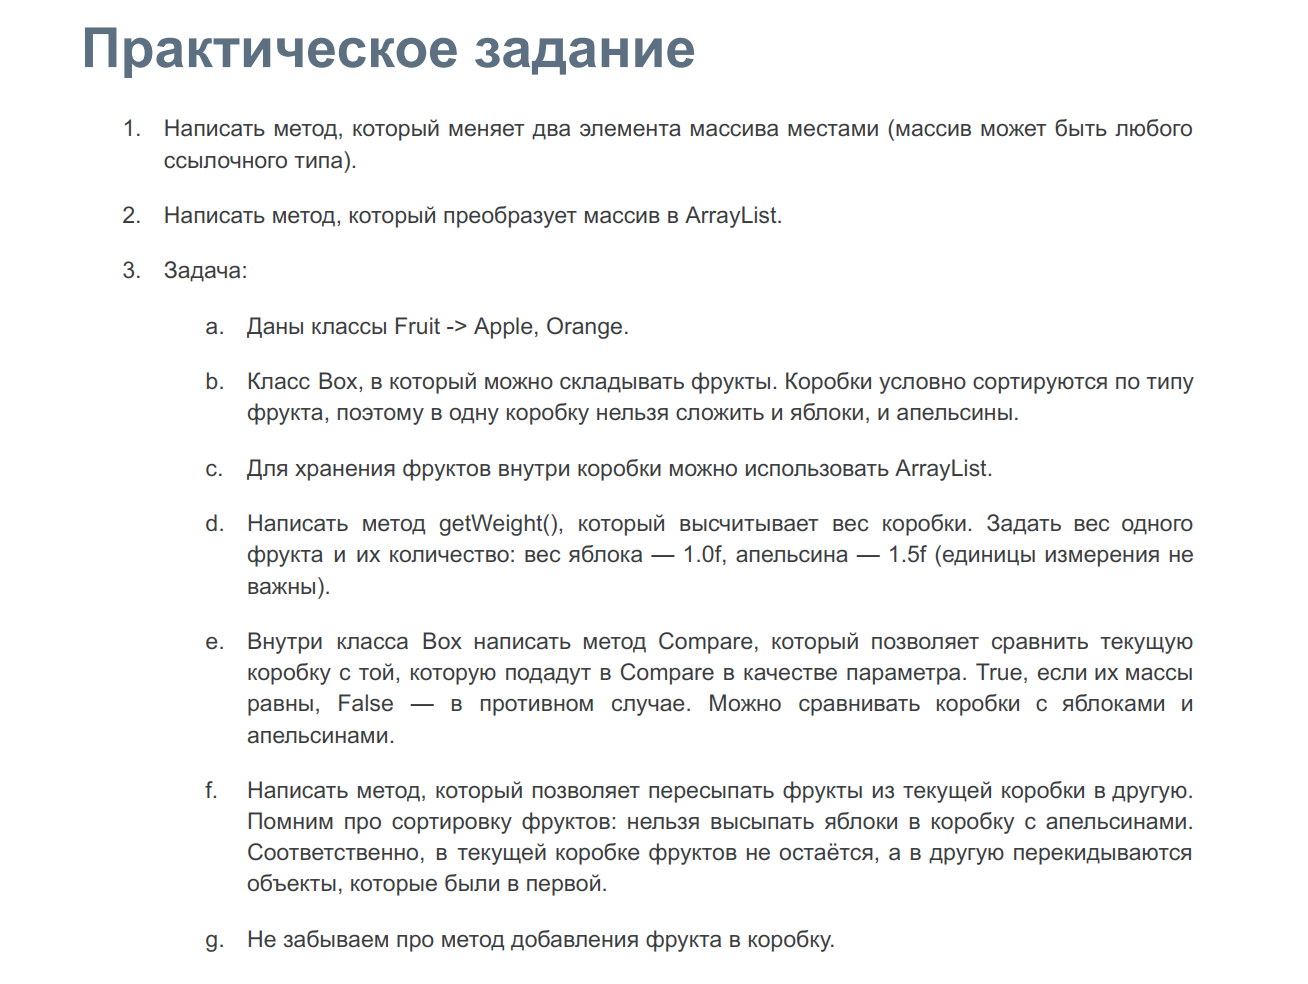 Практическое задание
1. Написать метод, который меняет два элемента массива местами (массив может быть любого
ссылочного типа).
2. Написать метод, который преобразует массив в ArrayList.
3. Задача:
a. Даны классы Fruit -> Apple, Orange.
b. Класс Box, в который можно складывать фрукты. Коробки условно сортируются по типу
фрукта, поэтому в одну коробку нельзя сложить и яблоки, и апельсины.
c. Для хранения фруктов внутри коробки можно использовать ArrayList.
d. Написать метод getWeight(), который высчитывает вес коробки. Задать вес одного
фрукта и их количество: вес яблока — 1.0f, апельсина — 1.5f (единицы измерения не
важны).
e. Внутри класса Box написать метод Compare, который позволяет сравнить текущую
коробку с той, которую подадут в Compare в качестве параметра. True, если их массы
равны, False — в противном случае. Можно сравнивать коробки с яблоками и
апельсинами.
f. Написать метод, который позволяет пересыпать фрукты из текущей коробки в другую.
Помним про сортировку фруктов: нельзя высыпать яблоки в коробку с апельсинами.
Соответственно, в текущей коробке фруктов не остаётся, а в другую перекидываются
объекты, которые были в первой.
g. Не забываем про метод добавления фрукта в коробку.